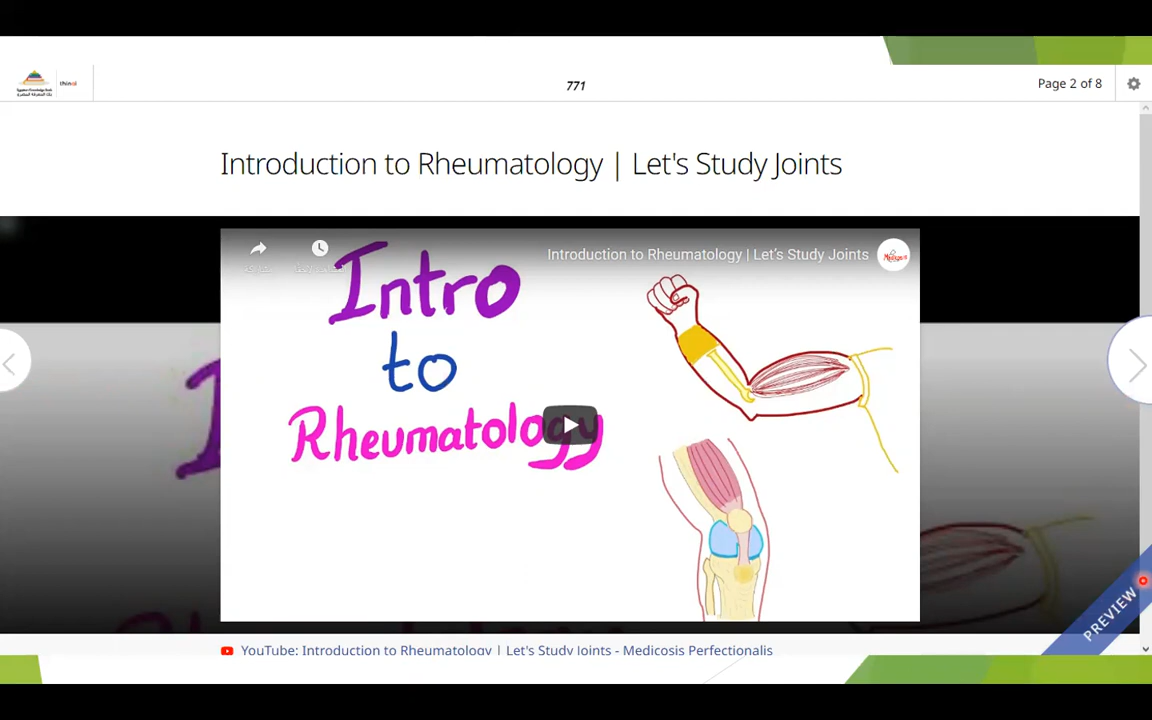 771
Page 2 of 8
Introduction to Rheumatology | Let's Study Joints
Introduction to Rheumatology | Let's Study Joints
Intro
to
Rheumatology
PREVIEW
YouTube: Introduction to Rheumatology | Let's Study Joints - Medicosis Perfectionalis